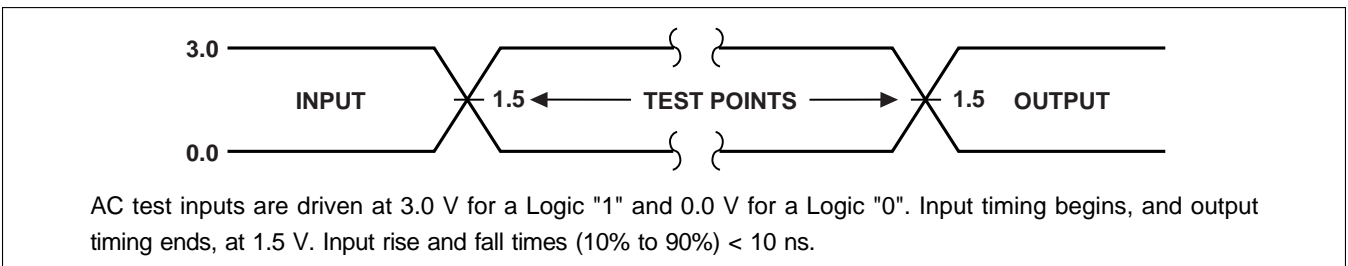 3.0
INPUT 1.5 TEST POINTS 1.5 OUTPUT
0.0
AC test inputs are driven at 3.0 V for a Logic "1" and 0.0 V for a Logic "0". Input timing begins, and output
timing ends, at 1.5 V. Input rise and fall times (10% to 90%) < 10 ns.